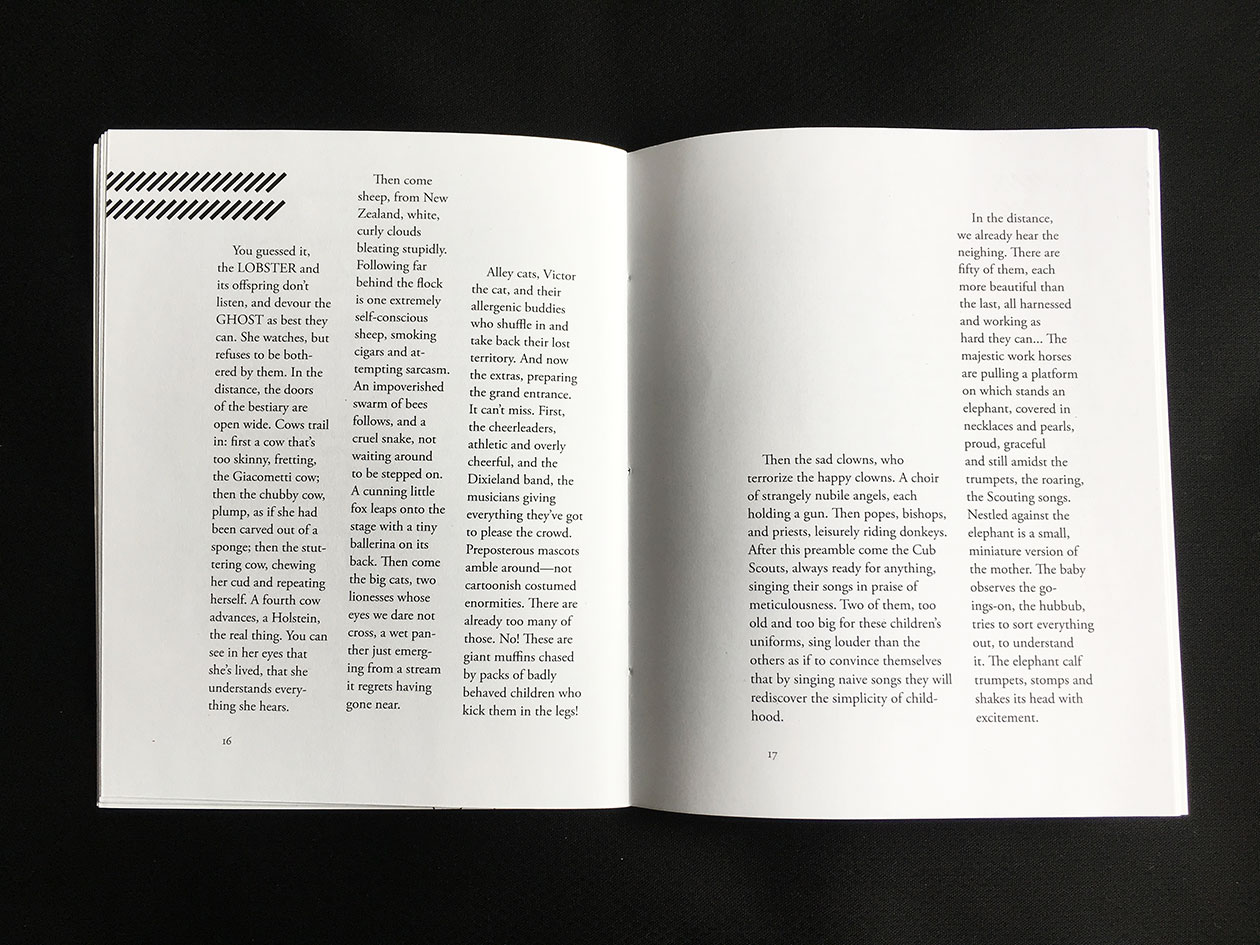 You guessed it,
the LOBSTER and
its offspring don't
listen, and devour the
GHOST as best they
can. She watches, but
refuses to be both-
ered by them. In the
distance, the doors
of the bestiary are
open wide. Cows trail
in: first a cow that's
too skinny, fretting,
the Giacometti cow;
then the chubby cow,
plump, as if she had
been carved out of a
sponge; then the stut-
tering cow, chewing
her cud and repeating
herself. A fourth cow
advances, a Holstein,
the real thing. You can
see in her eyes that
she's lived, that she
understands every-
thing she hears.
Then come
sheep, from New
Zealand, white,
curly clouds
bleating stupidly.
Following far
behind the flock
is one extremely
self-conscious
sheep, smoking
cigars and at-
tempting sarcasm.
An impoverished
swarm of bees
follows, and a
cruel snake, not
waiting around
to be stepped on.
A cunning little
fox leaps onto the
stage with a tiny
ballerina on its
back. Then come
the big cats, two
lionesses whose
eyes we dare not
cross, a wet pan-
ther just emerg-
ing from a stream
it regrets having
gone near.
Alley cats, Victor
the cat, and their
allergenic buddies
who shuffle in and
take back their lost
territory. And now
the extras, preparing
the grand entrance.
It can't miss. First,
the cheerleaders,
athletic and overly
cheerful, and the
Dixieland band, the
musicians giving
everything they've got
to please the crowd.
Preposterous mascots
amble around—not
cartoonish costumed
enormities. There are
already too many of
those. No! These are
giant muffins chased
by packs of badly
behaved children who
kick them in the legs!
16
Then the sad clowns, who
terrorize the happy clowns. A choir
of strangely nubile angels, each
holding a gun. Then popes, bishops,
and priests, leisurely riding donkeys.
After this preamble come the Cub
Scouts, always ready for anything,
singing their songs in praise of
meticulousness. Two of them, too
old and too big for these children's
uniforms, sing louder than the
others as if to convince themselves
that by singing naive songs they will
rediscover the simplicity of child-
hood.
In the distance,
we already hear the
neighing. There are
fifty of them, each
more beautiful than
the last, all harnessed
and working as
hard they can... The
majestic work horses
are pulling a platform
on which stands an
elephant, covered in
necklaces and pearls,
proud, graceful
and still amidst the
trumpets, the roaring,
the Scouting songs.
Nestled against the
elephant is a small,
miniature version of
the mother. The baby
observes the go-
ings-on, the hubbub,
tries to sort everything
out, to understand
it. The elephant calf
trumpets, stomps and
shakes its head with
excitement.
17